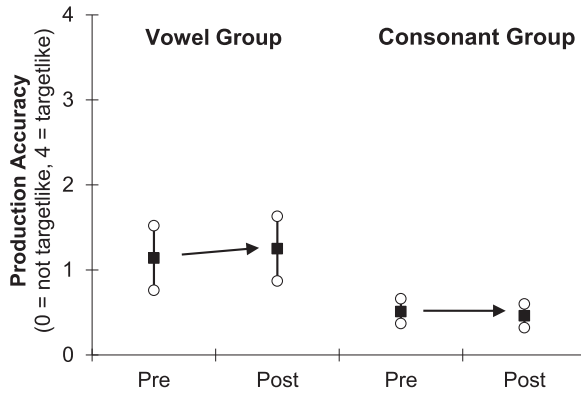 Production Accuracy
(0 = not targetlike, 4 = targetlike)
4
3
2
1
0
Vowel Group
Consonant Group
Pre
Post
Pre
Post